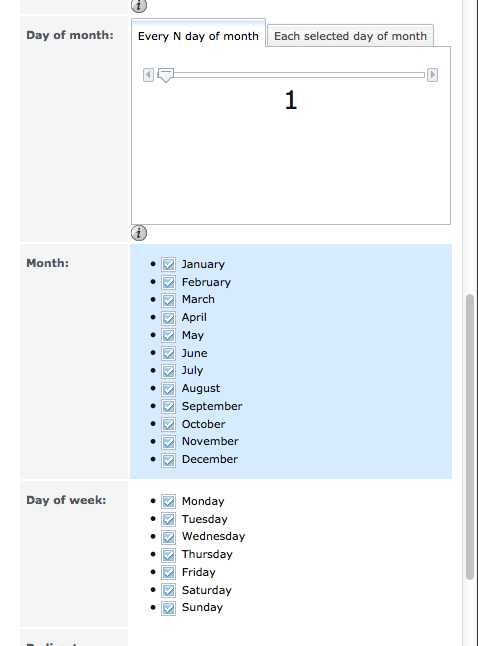 Day of month:
Every N day of month
Each selected day of month
1
Month:
January
February
March
April
May
June
July
August
September
October
November
December
Day of week:
Monday
Tuesday
Wednesday
Thursday
Friday
Saturday
Sunday